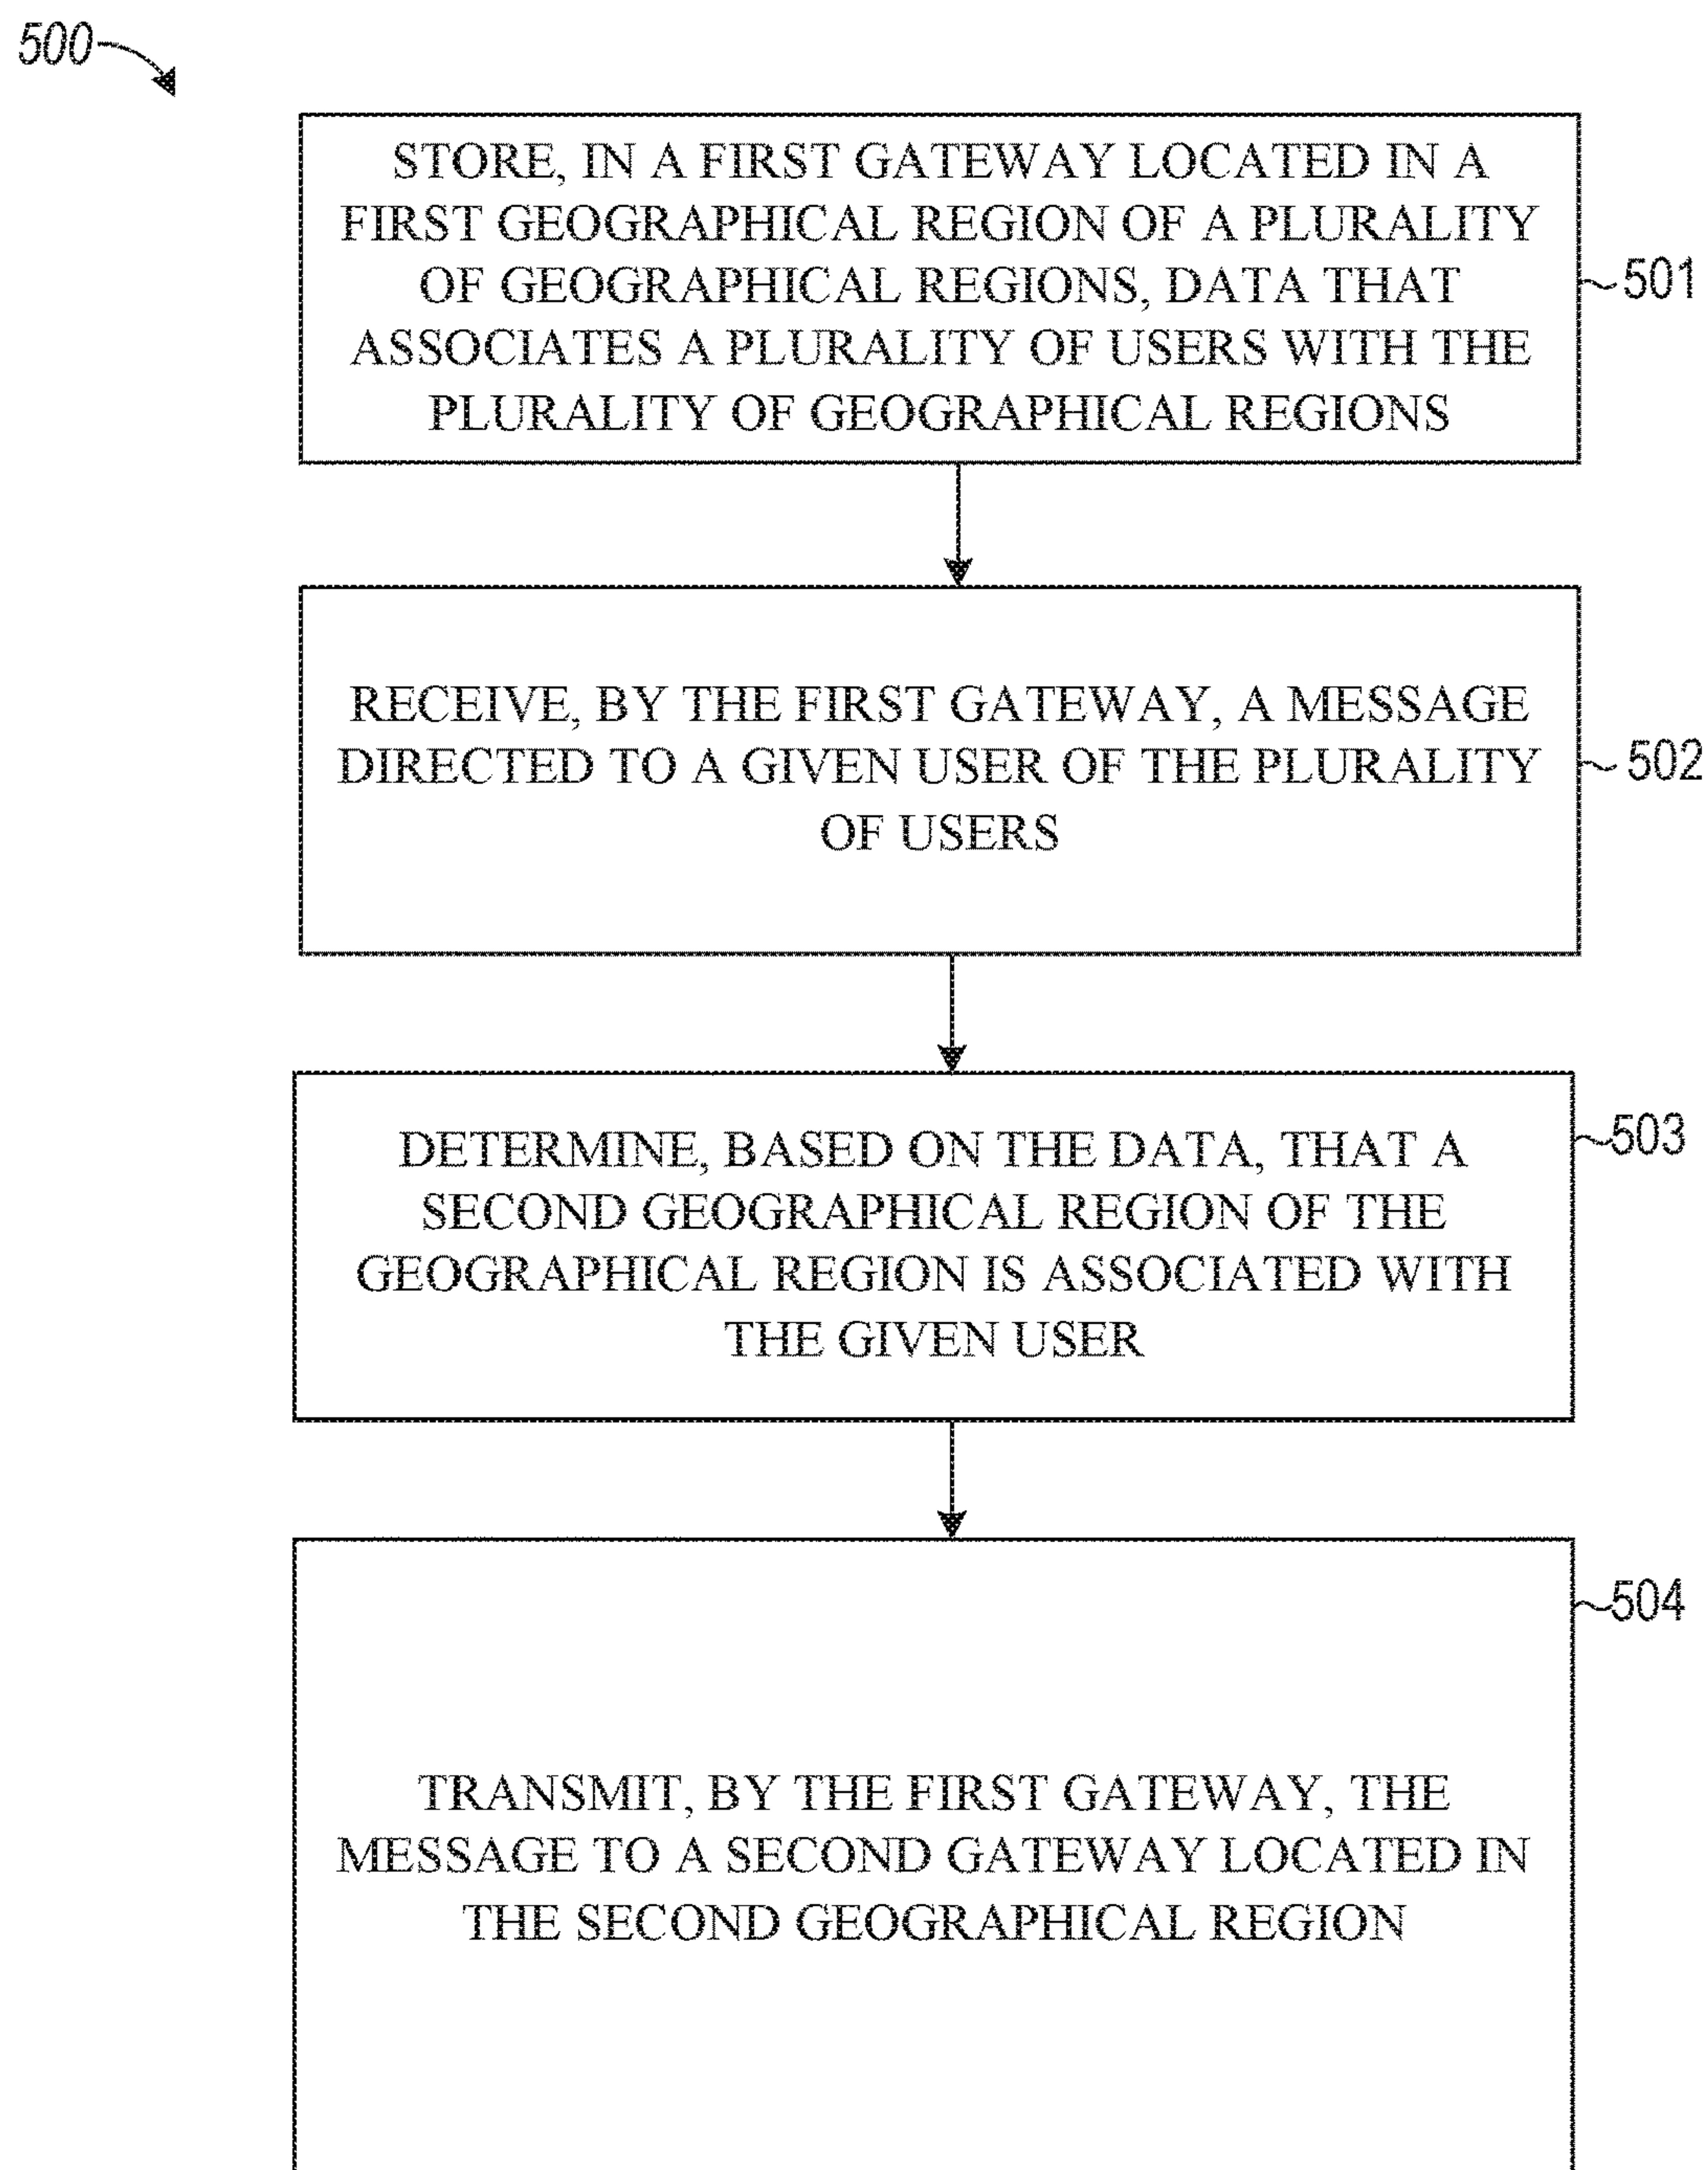 500
STORE, IN A FIRST GATEWAY LOCATED IN A
FIRST GEOGRAPHICAL REGION OF A PLURALITY
OF GEOGRAPHICAL REGIONS, DATA THAT
ASSOCIATES A PLURALITY OF USERS WITH THE
PLURALITY OF GEOGRAPHICAL REGIONS
501
RECEIVE, BY THE FIRST GATEWAY, A MESSAGE
DIRECTED TO A GIVEN USER OF THE PLURALITY
OF USERS
502
DETERMINE, BASED ON THE DATA, THAT A
SECOND GEOGRAPHICAL REGION OF THE
GEOGRAPHICAL REGION IS ASSOCIATED WITH
THE GIVEN USER
503
TRANSMIT, BY THE FIRST GATEWAY, THE
MESSAGE TO A SECOND GATEWAY LOCATED IN
THE SECOND GEOGRAPHICAL REGION
504